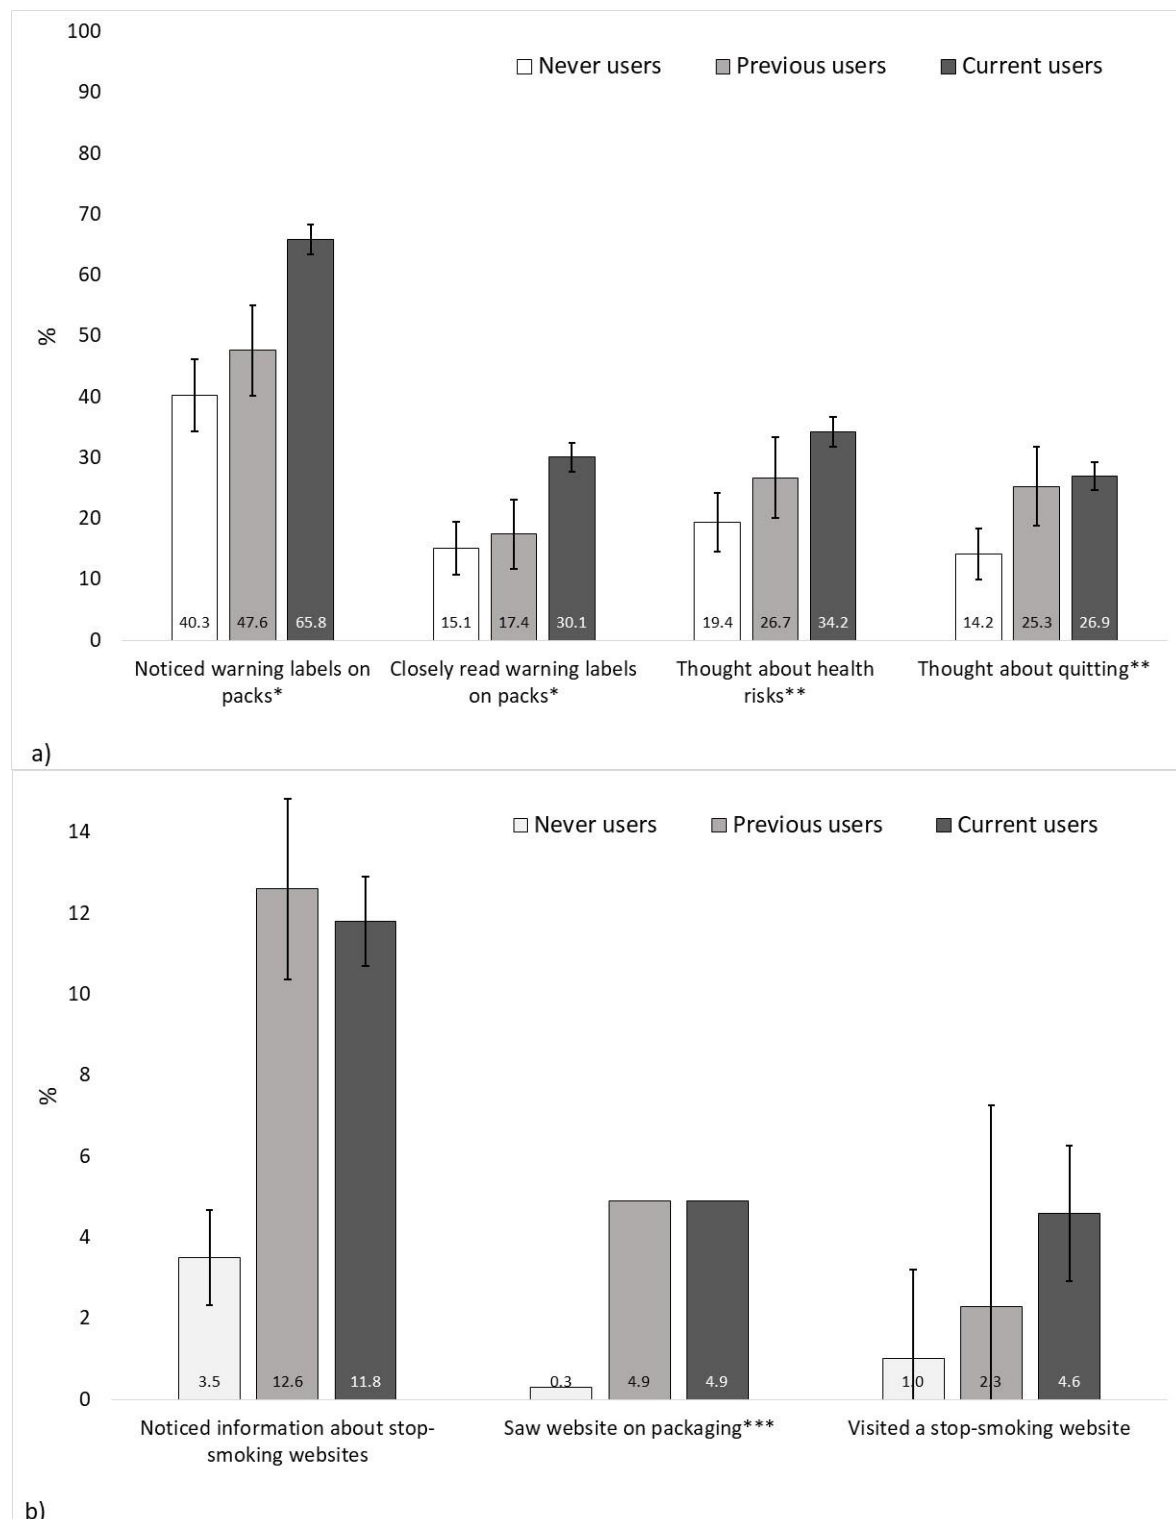 100
Never users Previous users Current users
90
80
70
60
50
%
40
30
20
10
40.3 47.6 65.8 15.1 17.4 30.1 19.4 26.7 34.2 14.2 25.3 26.9
0
Noticed warning labels on packs*
Closely read warning labels on packs*
Thought about health risks**
Thought about quitting**
a)
14
Never users Previous users Current users
12
10
8
%
6
4
2
3.5 12.6 11.8 0.3 4.9 4.9 1.0 2.3 4.6
0
Noticed information about stop-
smoking websites
Saw website on packaging***
Visited a stop-smoking website
b)